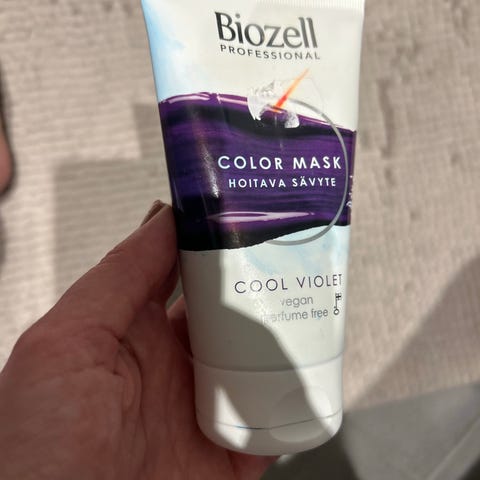 Biozell
PROFESSIONAL
COLOR MASK
HOITAVA SÄVYTE
COOL VIOLET
vegan
perfume free